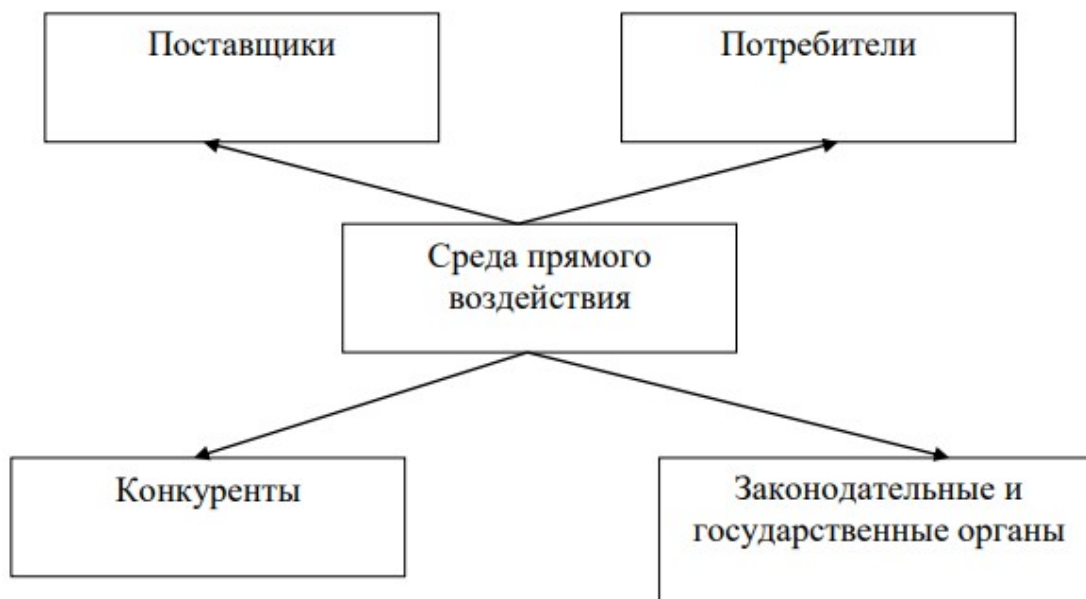 Поставщики
Потребители
Среда прямого
воздействия
Конкуренты
Законодательные и
государственные органы